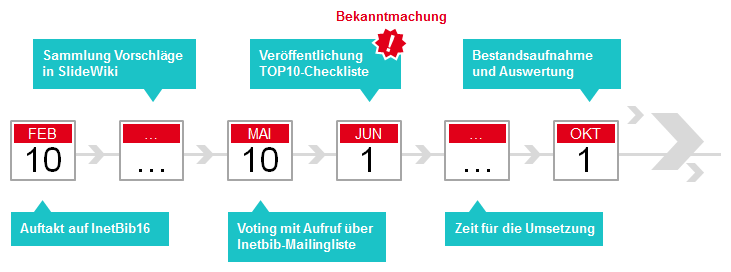 Bekanntmachung
Sammlung Vorschläge
in SlideWiki
Veröffentlichung
TOP10-Checkliste
!
Bestandsaufnahme
und Auswertung
FEB
10
...
...
MAI
10
JUN
1
...
...
OKT
1
Auftakt auf InetBib16
Voting mit Aufruf über
Inetbib-Mailingliste
Zeit für die Umsetzung